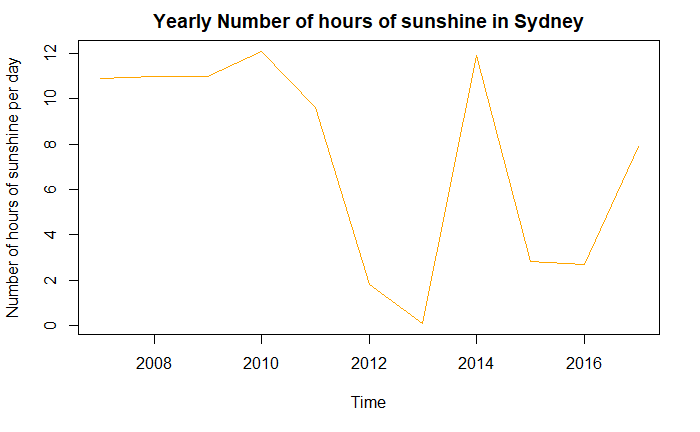 Yearly Number of hours of sunshine in Sydney
Number of hours of sunshine per day
12
10
8
6
4
2
0
2008 2010 2012 2014 2016
Time